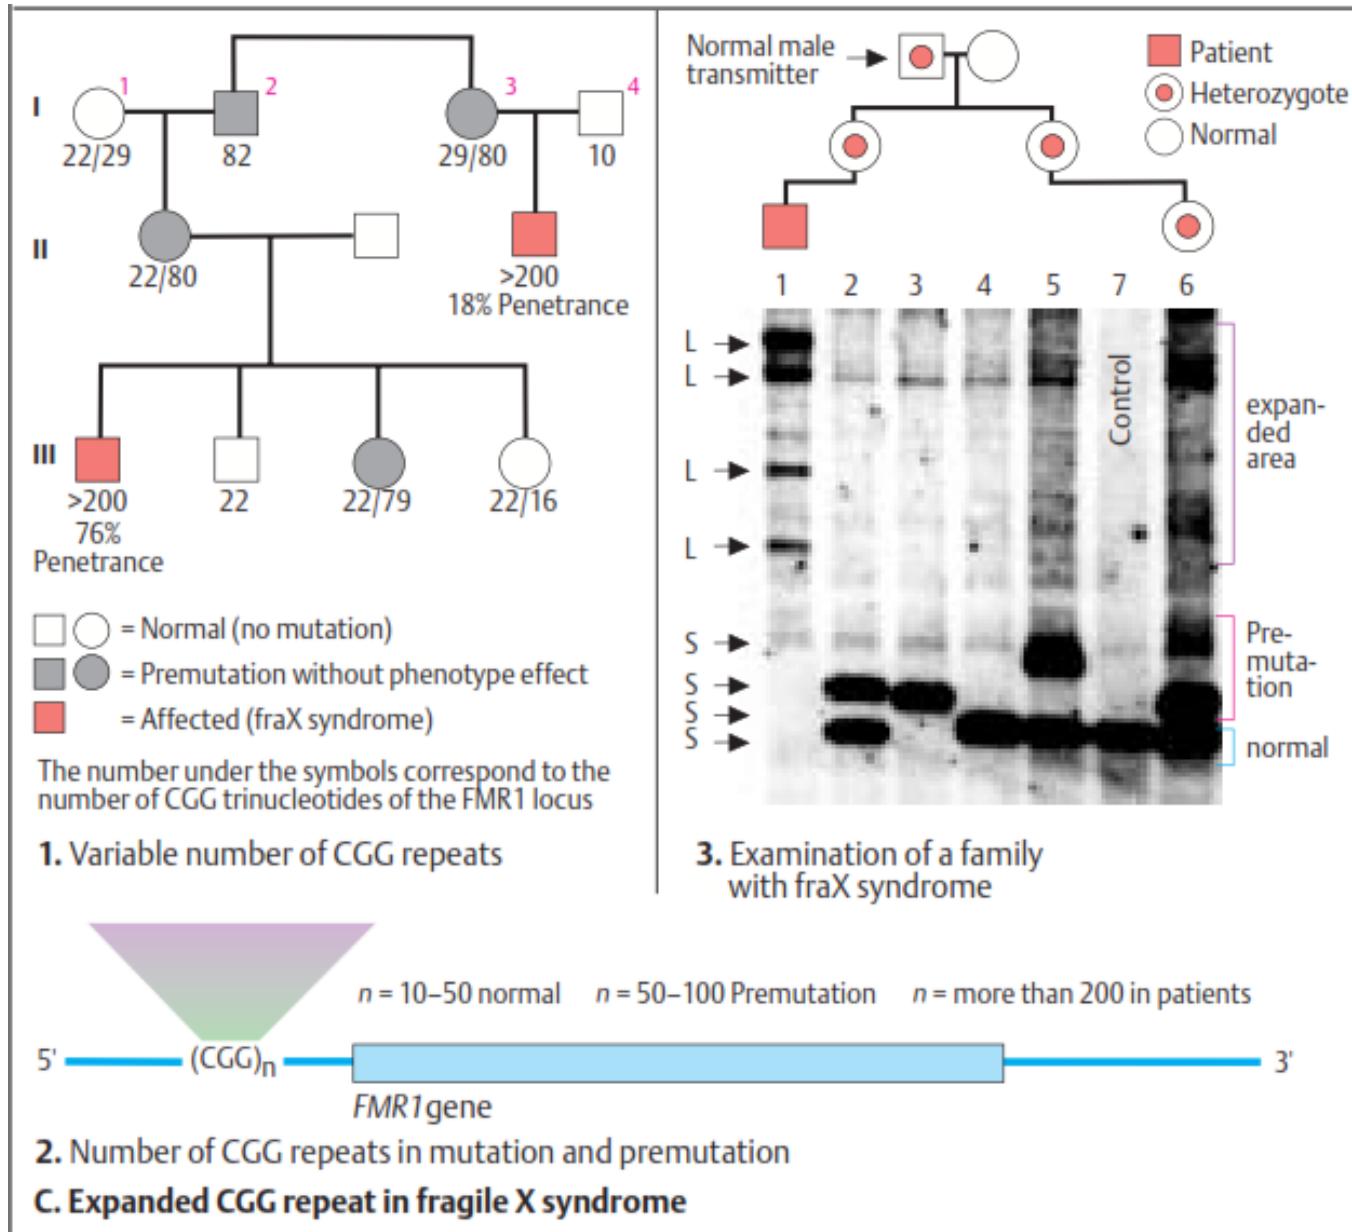 1
2
3
4
I
22/29
82
29/80
10
II
22/80
>200
18% Penetrance
III
>200
76%
Penetrance
22
22/79
22/16
= Normal (no mutation)
= Premutation without phenotype effect
= Affected (fraX syndrome)
The number under the symbols correspond to the
number of CGG trinucleotides of the FMR1 locus
1. Variable number of CGG repeats
Normal male
transmitter
Patient
Heterozygote
Normal
1 2 3 4 5 7 6
L
L
L
L
S
S
S
S
Control
expan-
ded
area
Pre-
muta-
tion
normal
3. Examination of a family
with fraX syndrome
n = 10–50 normal n = 50–100 Premutation n = more than 200 in patients
5' (CGG)n 3'
FMR1 gene
2. Number of CGG repeats in mutation and premutation
C. Expanded CGG repeat in fragile X syndrome